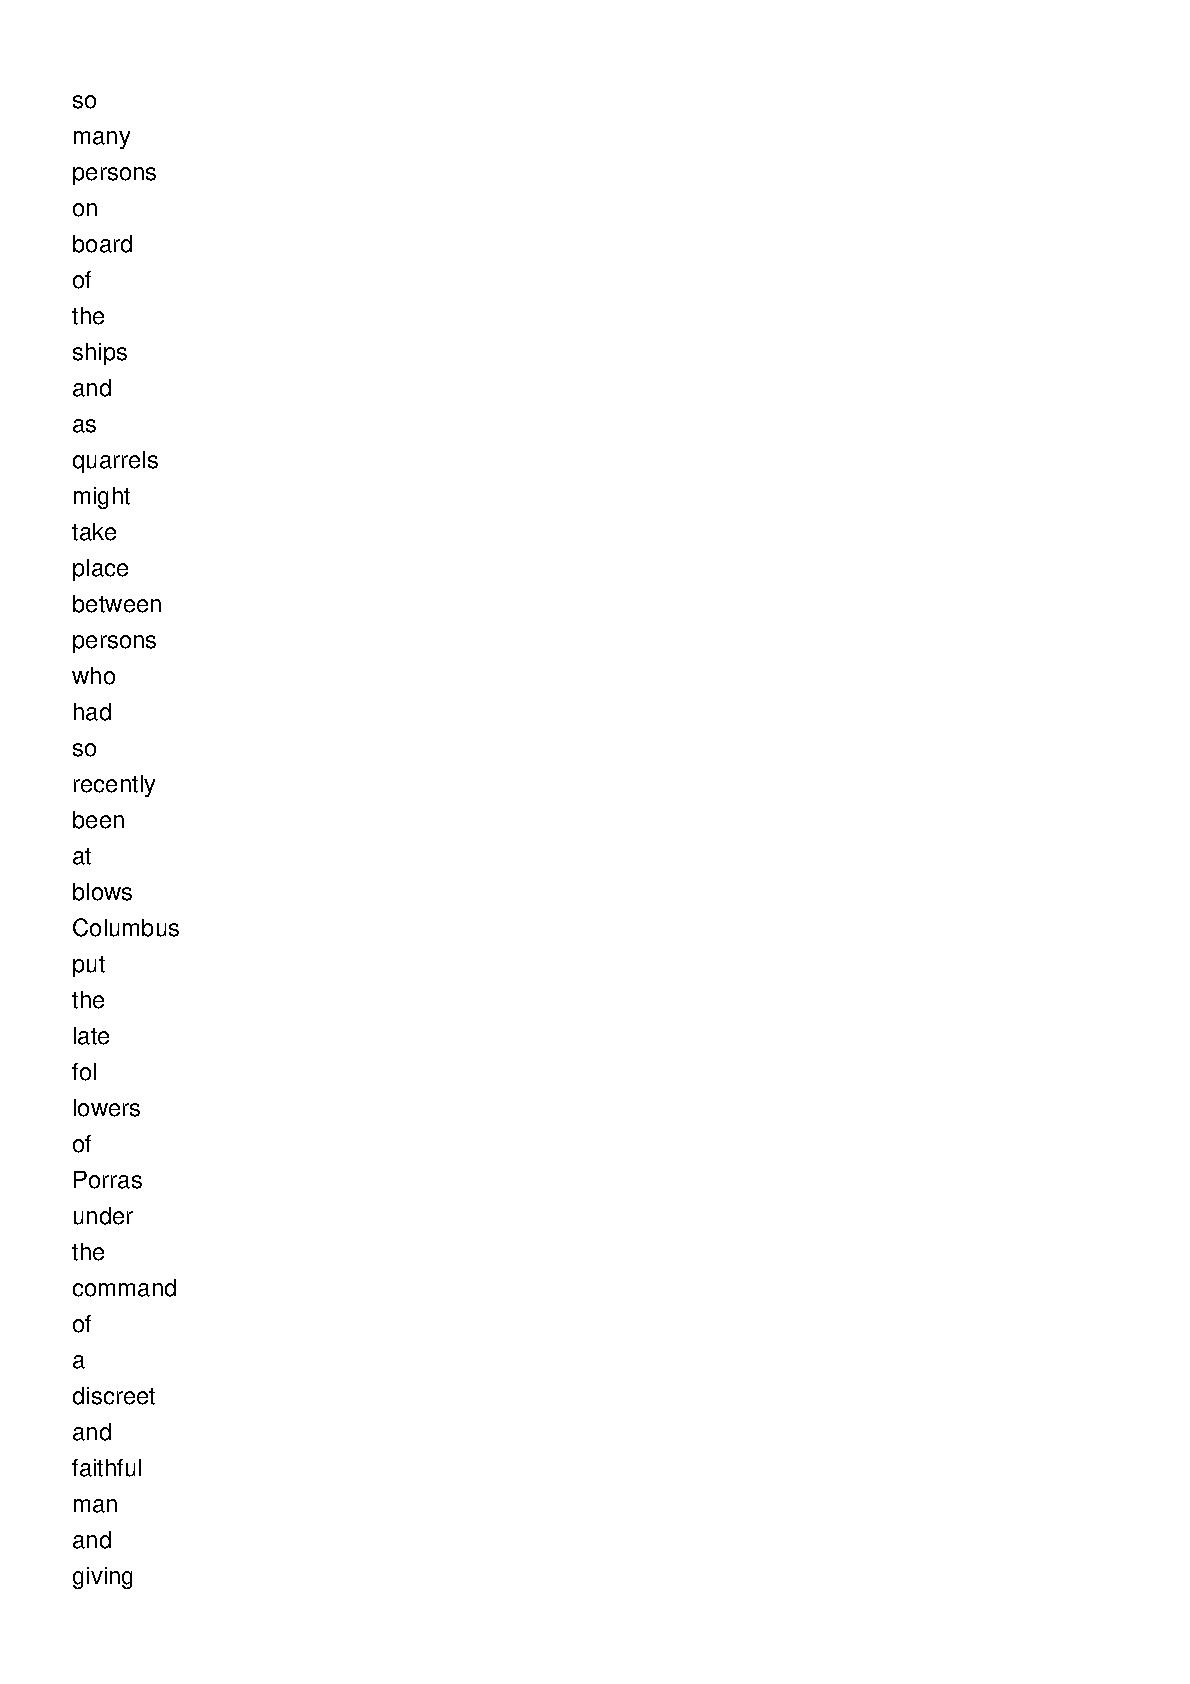 so
many
persons
on
board
of
the
ships
and
as
quarrels
might
take
place
between
persons
who
had
so
recently
been
at
blows
Columbus
put
the
late
fol
lowers
of
Porras
under
the
command
of
a
discreet
and
faithful
man
and
giving